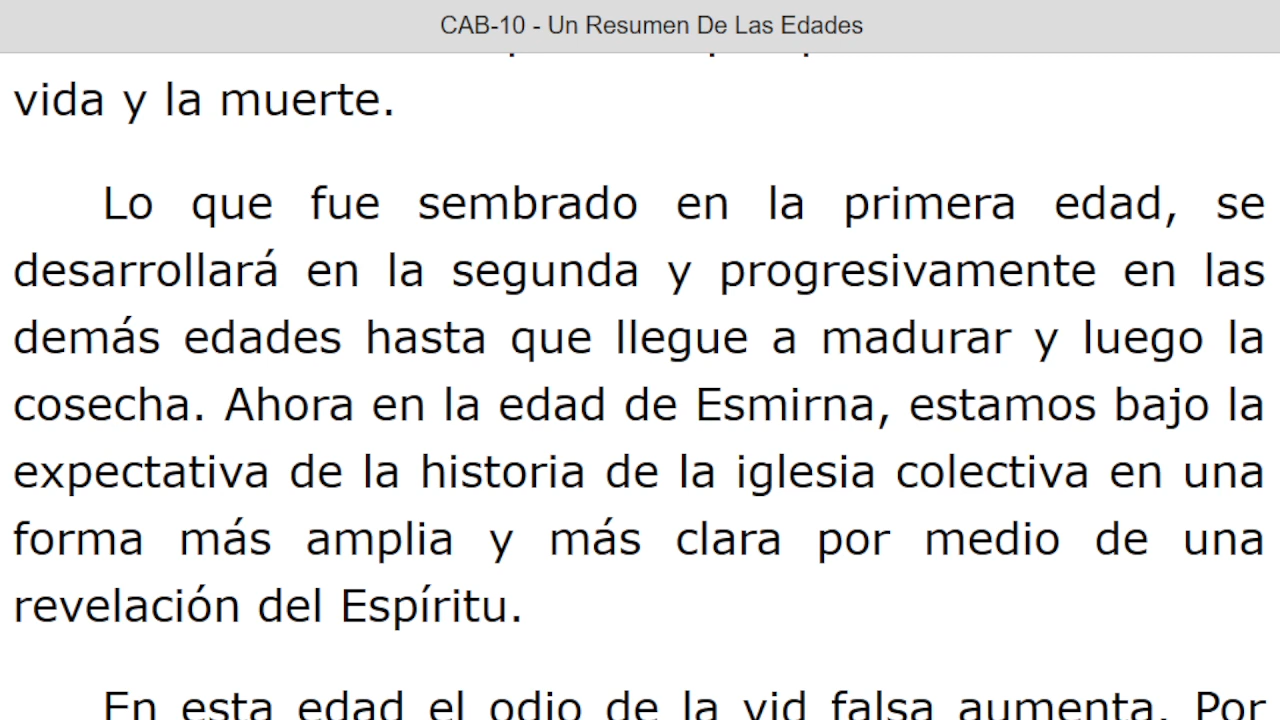 CAB-10 - Un Resumen De Las Edades
vida y la muerte.
Lo que fue sembrado en la primera edad, se
desarrollará en la segunda y progresivamente en las
demás edades hasta que llegue a madurar y luego la
cosecha. Ahora en la edad de Esmirna, estamos bajo la
expectativa de la historia de la iglesia colectiva en una
forma más amplia y más clara por medio de una
revelación del Espíritu.
En esta edad el odio de la vid falsa aumenta. Por